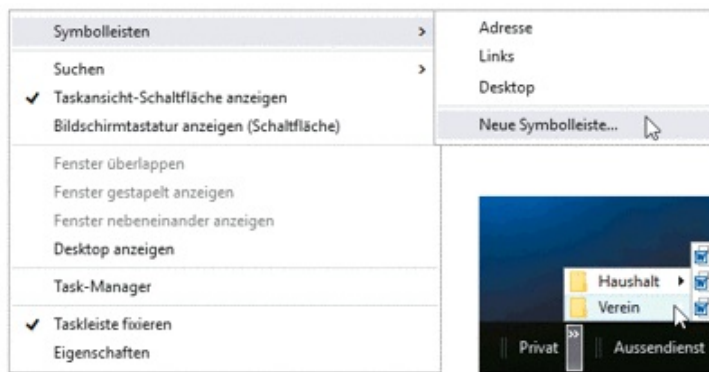 Symbolleisten
Suchen
Taskansicht-Schaltfläche anzeigen
Bildschirmtastatur anzeigen (Schaltfläche)
Fenster überlappen
Fenster gestapelt anzeigen
Fenster nebeneinander anzeigen
Desktop anzeigen
Task-Manager
Taskleiste fixieren
Eigenschaften
Adresse
Links
Desktop
Neue Symbolleiste...
Haushalt
Verein
Privat
Aussendienst